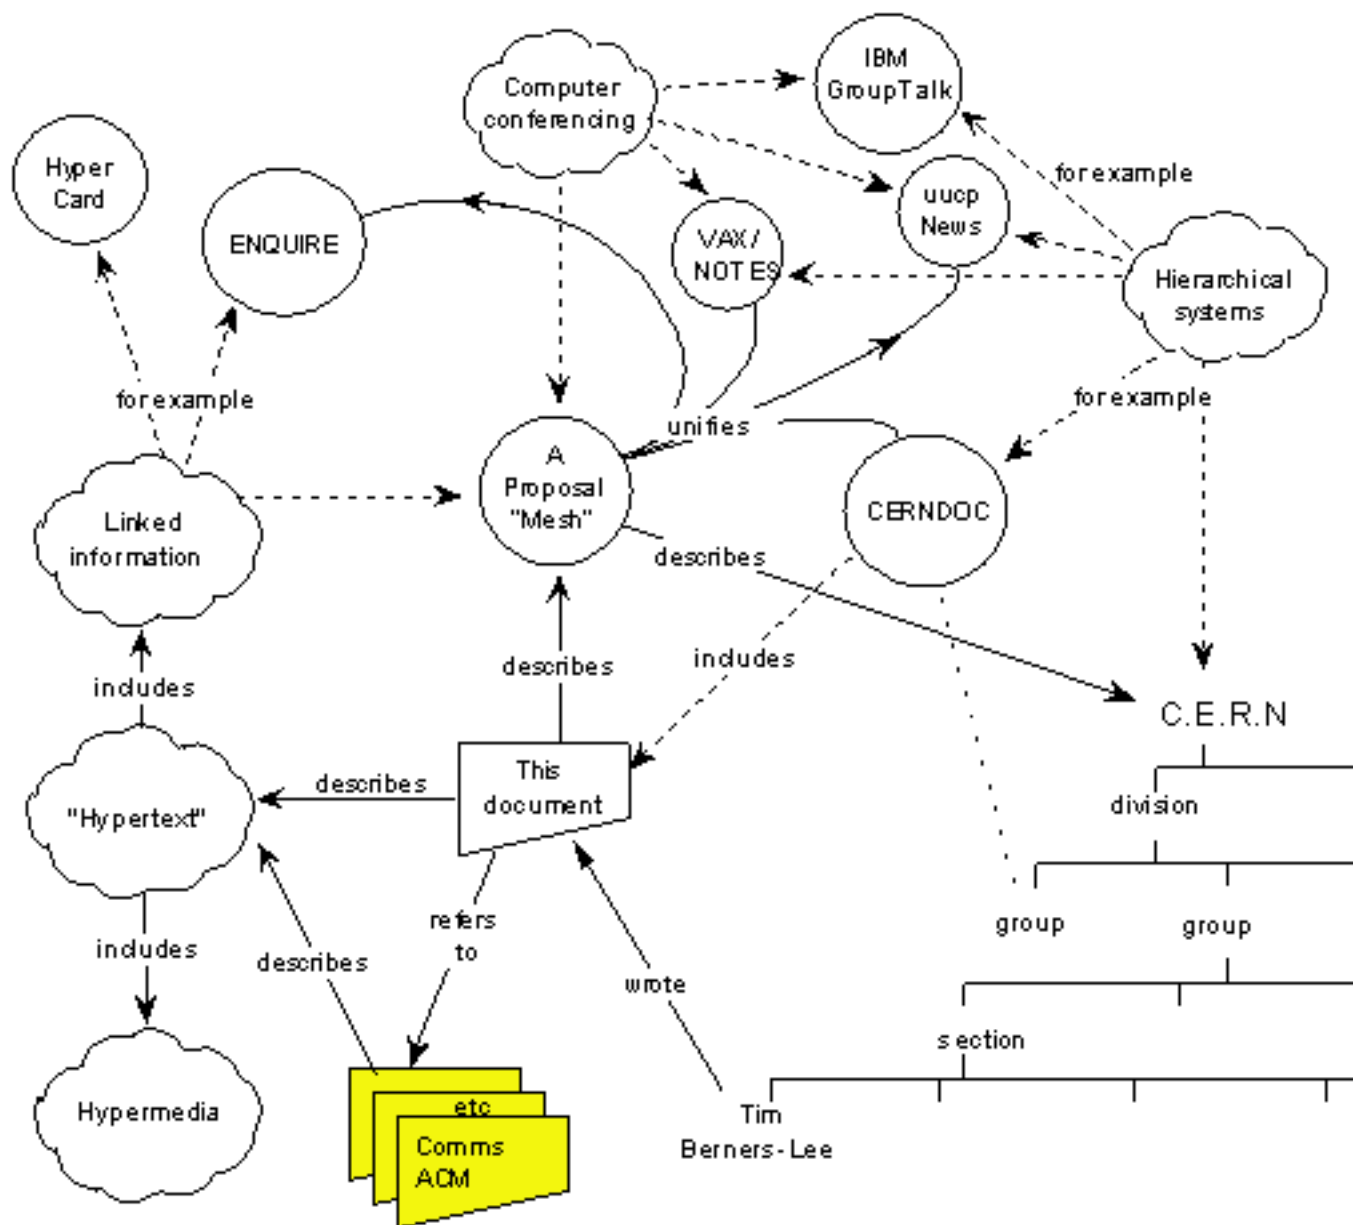 IBM
GroupTalk
Computer
conferencing
Hyper
Card
for example
uucp
News
ENQUIRE
VAX/
NOTES
Hierarchical
systems
for example
for example
unifies
A
Proposal
"Mesh"
CERNDOC
Linked
information
describes
describes
includes
includes
C.E.R.N
This
document
describes
division
"Hypertext"
refers
to
group
group
includes
describes
wrote
section
etc
Comms
ACM
Hypermedia
Tim
Berners-Lee